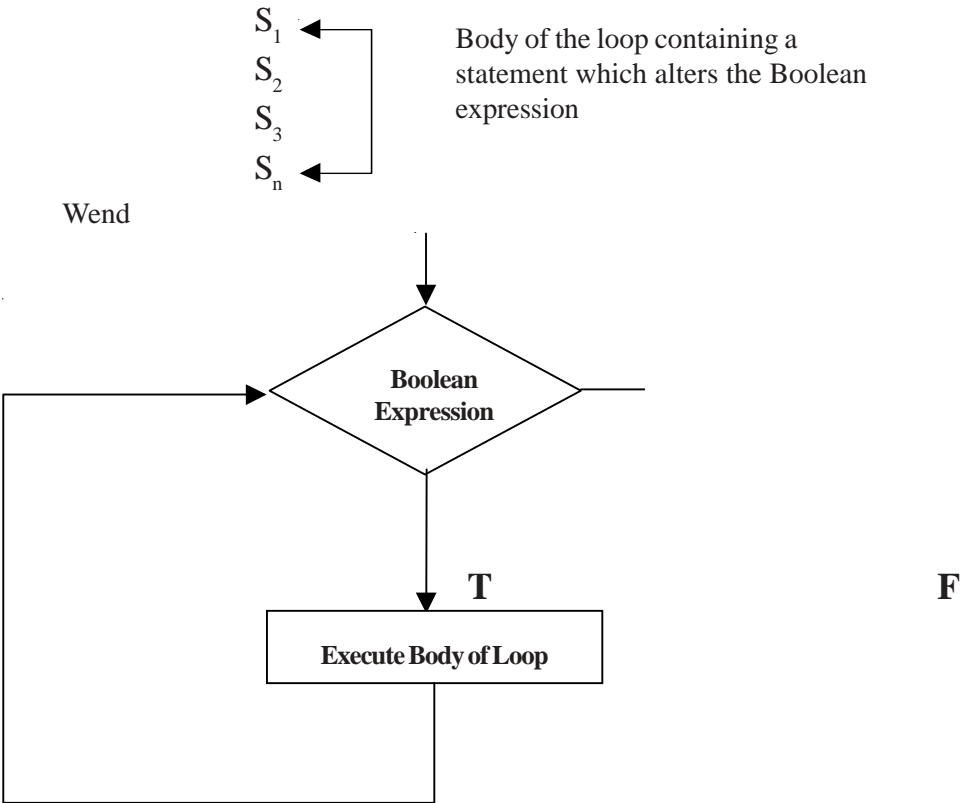 S1
Body of the loop containing a
S2
statement which alters the Boolean
expression
S3
Sn
Wend
Boolean
Expression
T
F
Execute Body of Loop